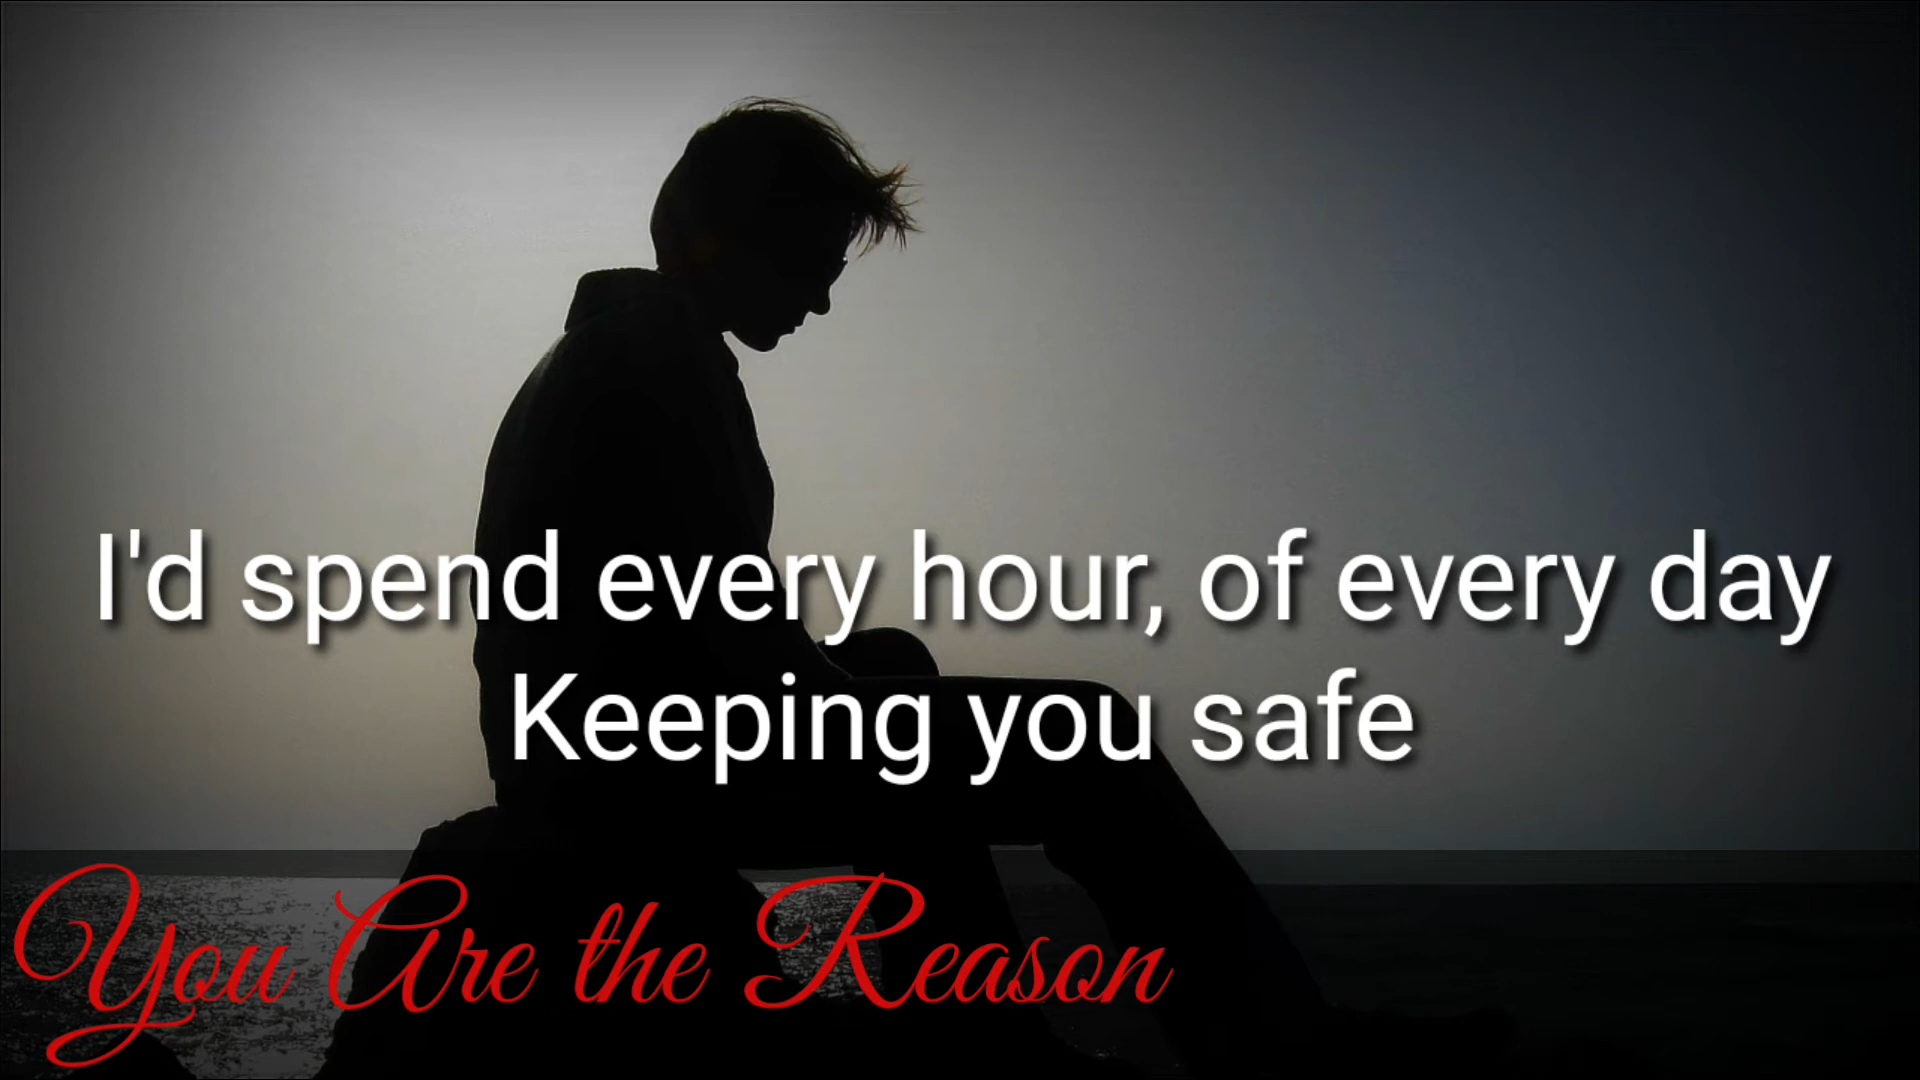 I'd spend every hour, of every day
Keeping you safe
You Are the Reason